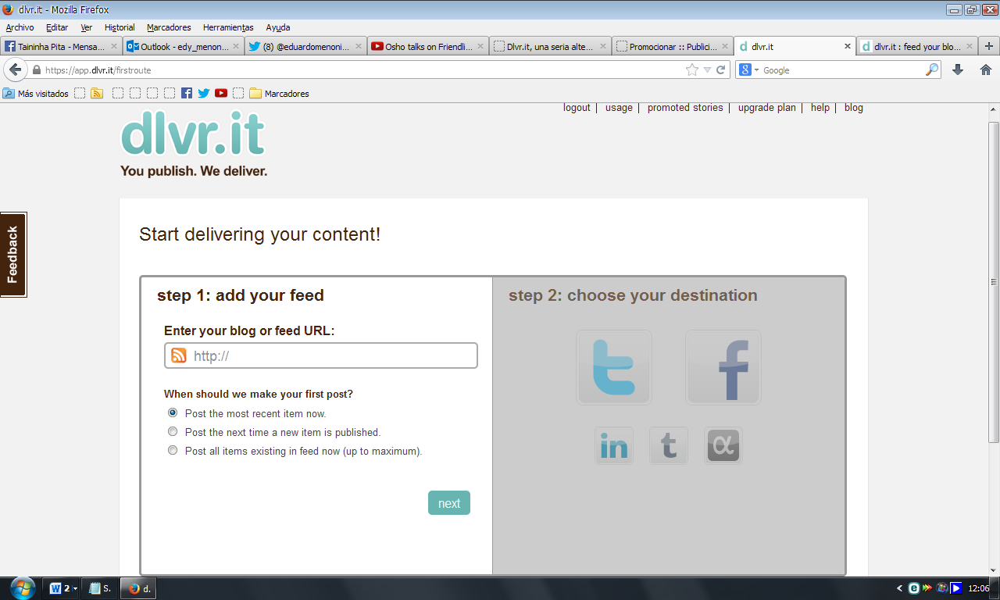 dlvr.it - Mozilla Firefox
Archivo Editar Ver Historial Marcadores Herramientas Ayuda
Taininha Pita - Mensa... Outlook - edy_menon... (8) @eduardomenoni... Osho talks on Friendli... Dlvr.it, una seria alte... Promocionar :: Publici... dlvr.it dlvr.it : feed your blo...
https://app.dlvr.it/firstroute Google
Más visitados Marcadores
logout | usage | promoted stories | upgrade plan | help | blog
dlvr.it
You publish. We deliver.
Feedback
Start delivering your content!
step 1: add your feed
Enter your blog or feed URL:
http://
When should we make your first post?
Post the most recent item now.
Post the next time a new item is published.
Post all items existing in feed now (up to maximum).
next
step 2: choose your destination
t f
in t α
2 S. d. 12:06